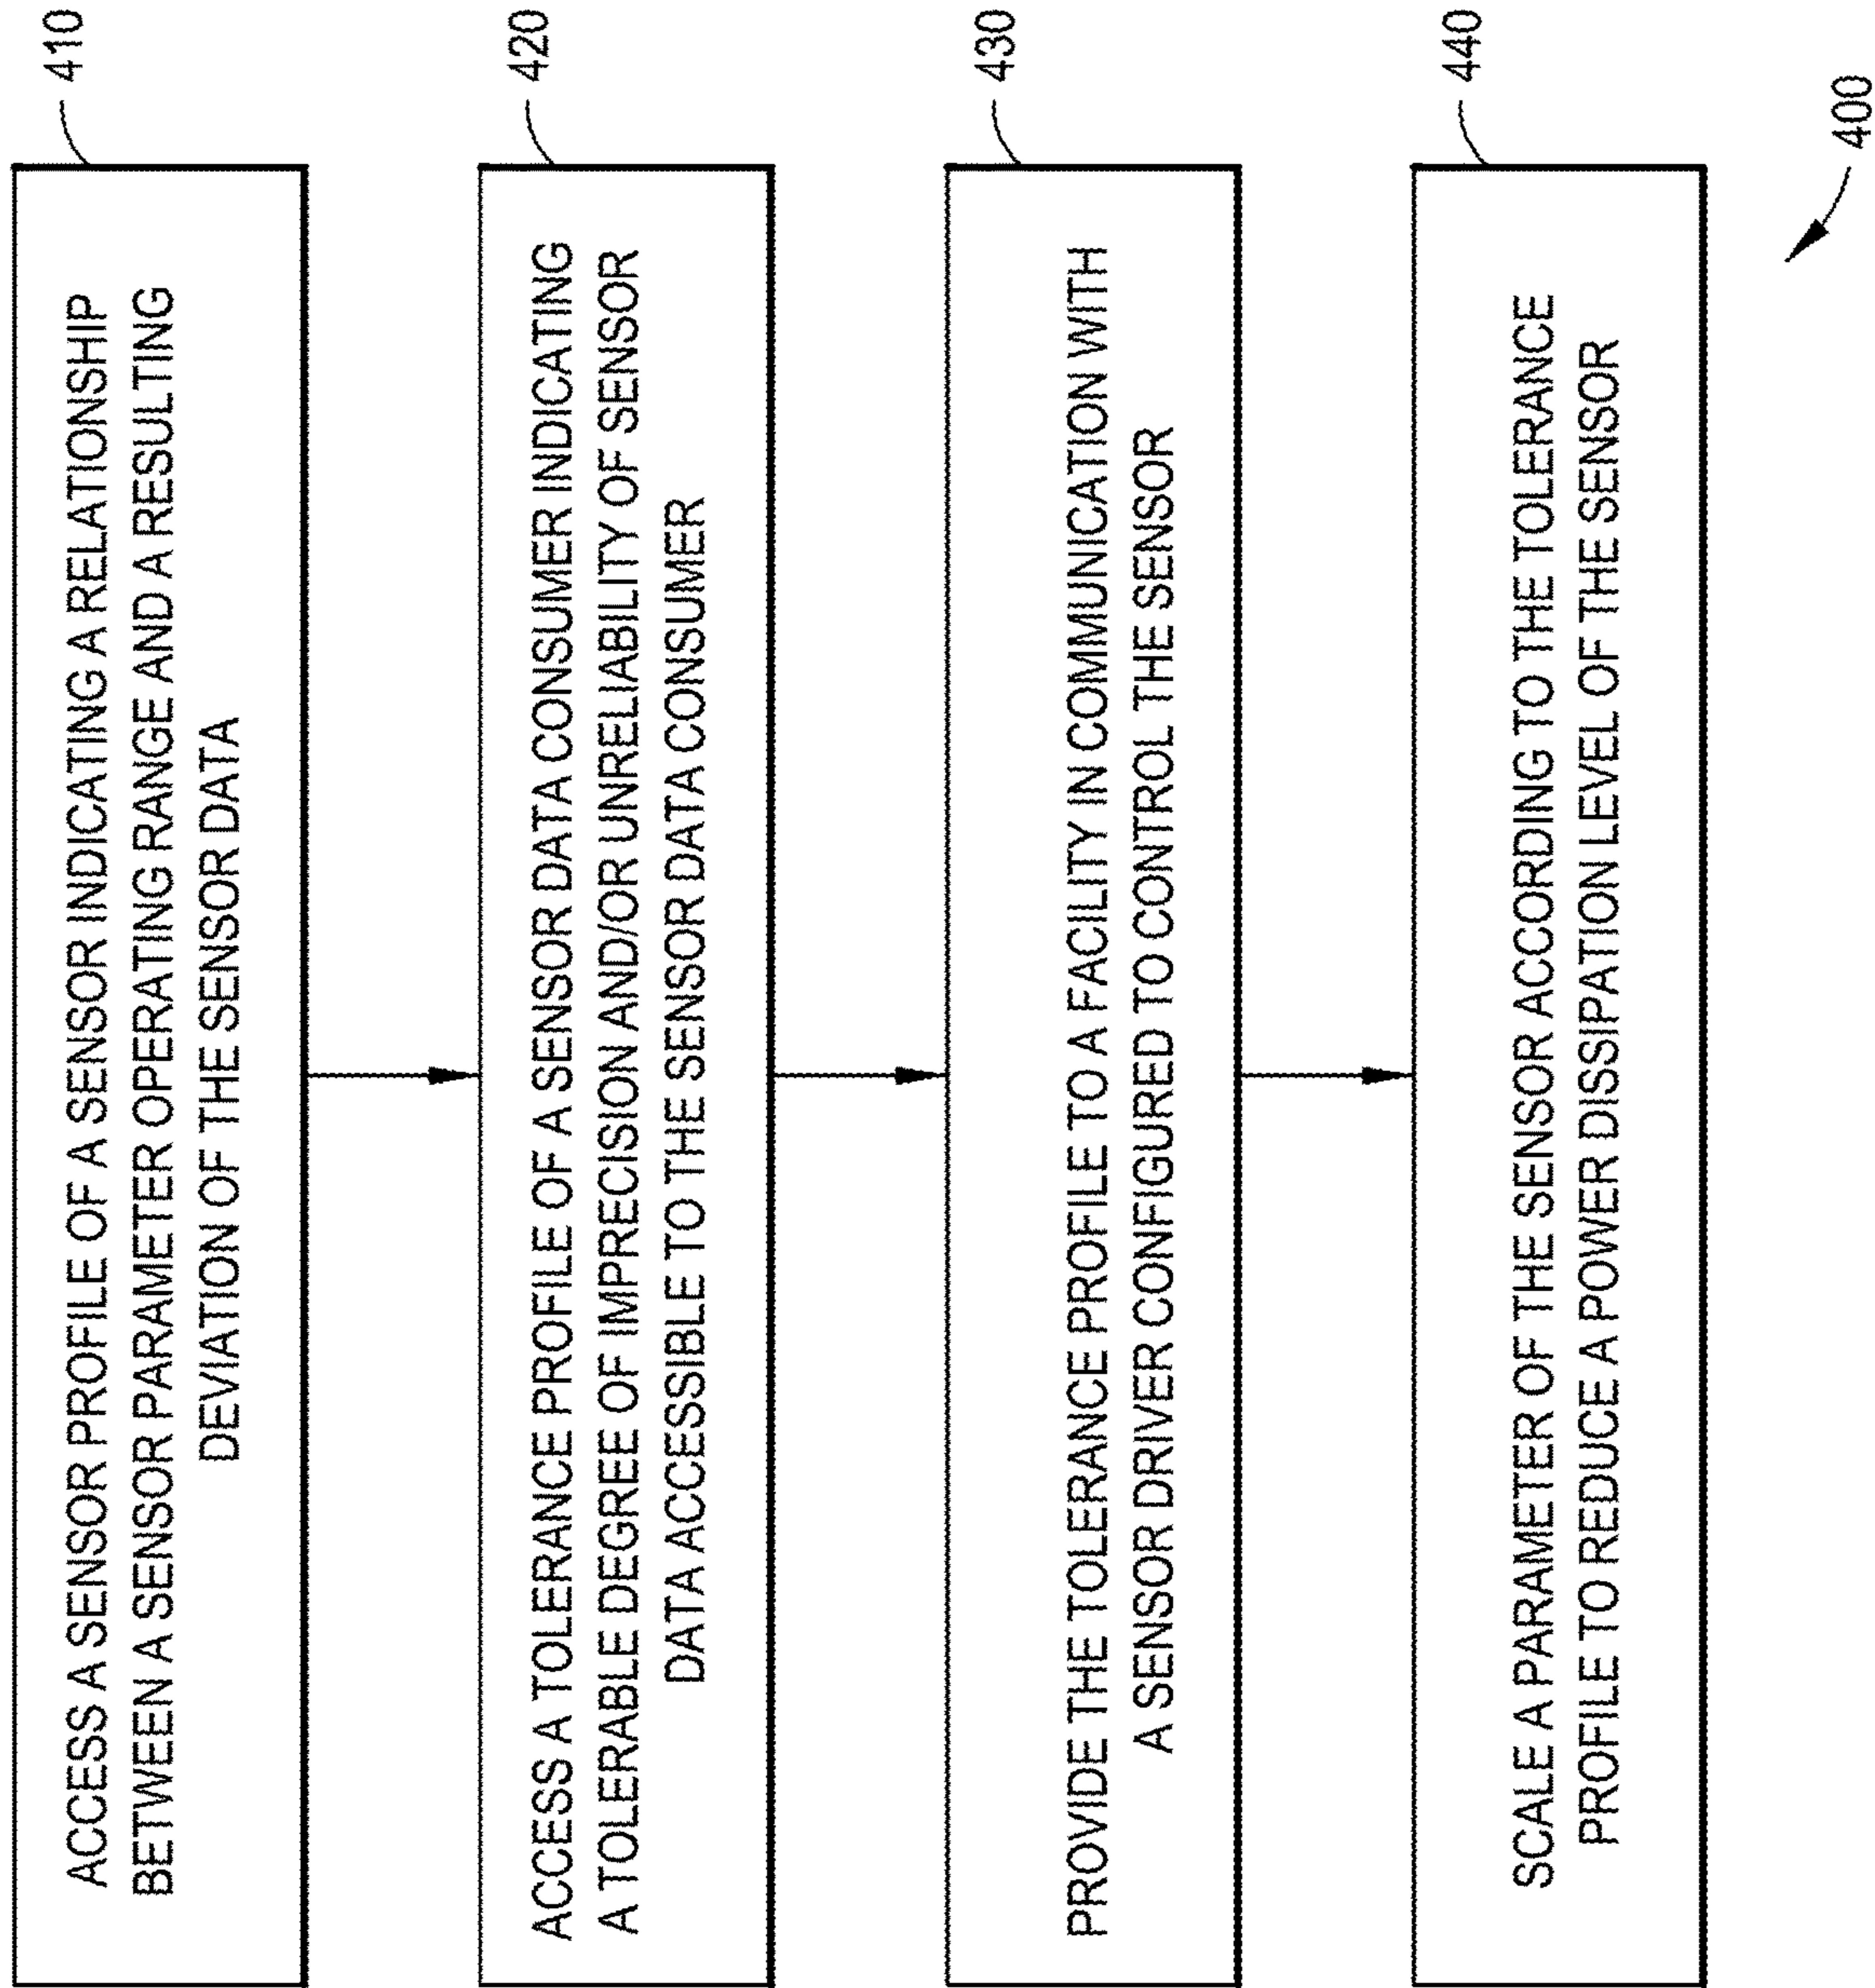 410
ACCESS A SENSOR PROFILE OF A SENSOR INDICATING A RELATIONSHIP
BETWEEN A SENSOR PARAMETER OPERATING RANGE AND A RESULTING
DEVIATION OF THE SENSOR DATA
420
ACCESS A TOLERANCE PROFILE OF A SENSOR DATA CONSUMER INDICATING
A TOLERABLE DEGREE OF IMPRECISION AND/OR UNRELIABILITY OF SENSOR
DATA ACCESSIBLE TO THE SENSOR DATA CONSUMER
430
PROVIDE THE TOLERANCE PROFILE TO A FACILITY IN COMMUNICATION WITH
A SENSOR DRIVER CONFIGURED TO CONTROL THE SENSOR
440
SCALE A PARAMETER OF THE SENSOR ACCORDING TO THE TOLERANCE
PROFILE TO REDUCE A POWER DISSIPATION LEVEL OF THE SENSOR
400